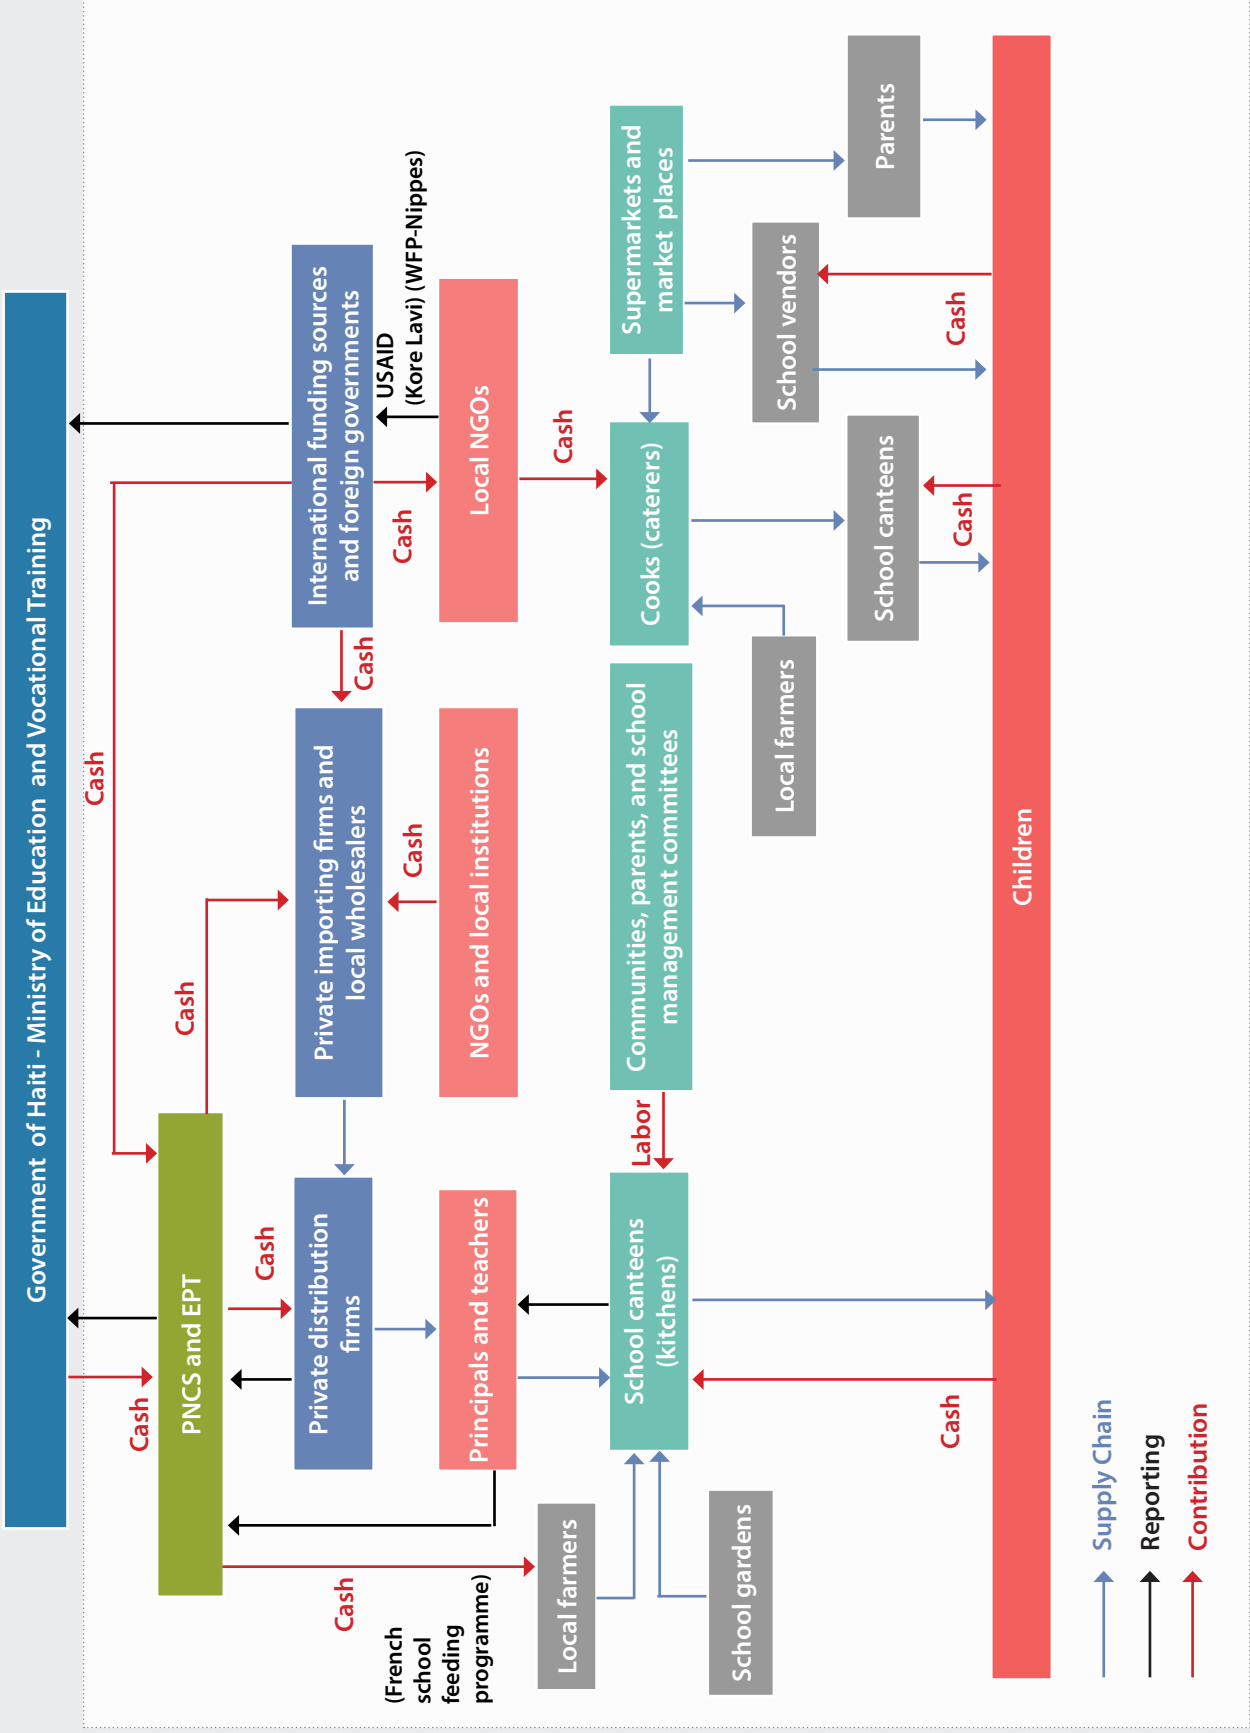 Government of Haiti - Ministry of Education and Vocational Training
Cash
Cash
PNCS and EPT
Cash
Cash
Cash
(French
school
feeding
programme)
Private distribution
firms
Private importing firms and
local wholesalers
Cash
International funding sources
and foreign governments
Cash
USAID
(Kore Lavi) (WFP-Nippes)
Principals and teachers
NGOs and local institutions
Cash
Local NGOs
Cash
Local farmers
School gardens
School canteens
(kitchens)
Labor
Communities, parents, and school
management committees
Cooks (caterers)
Supermarkets and
market places
Local farmers
School vendors
School canteens
Parents
Cash
Cash
Cash
Children
Supply Chain
Reporting
Contribution